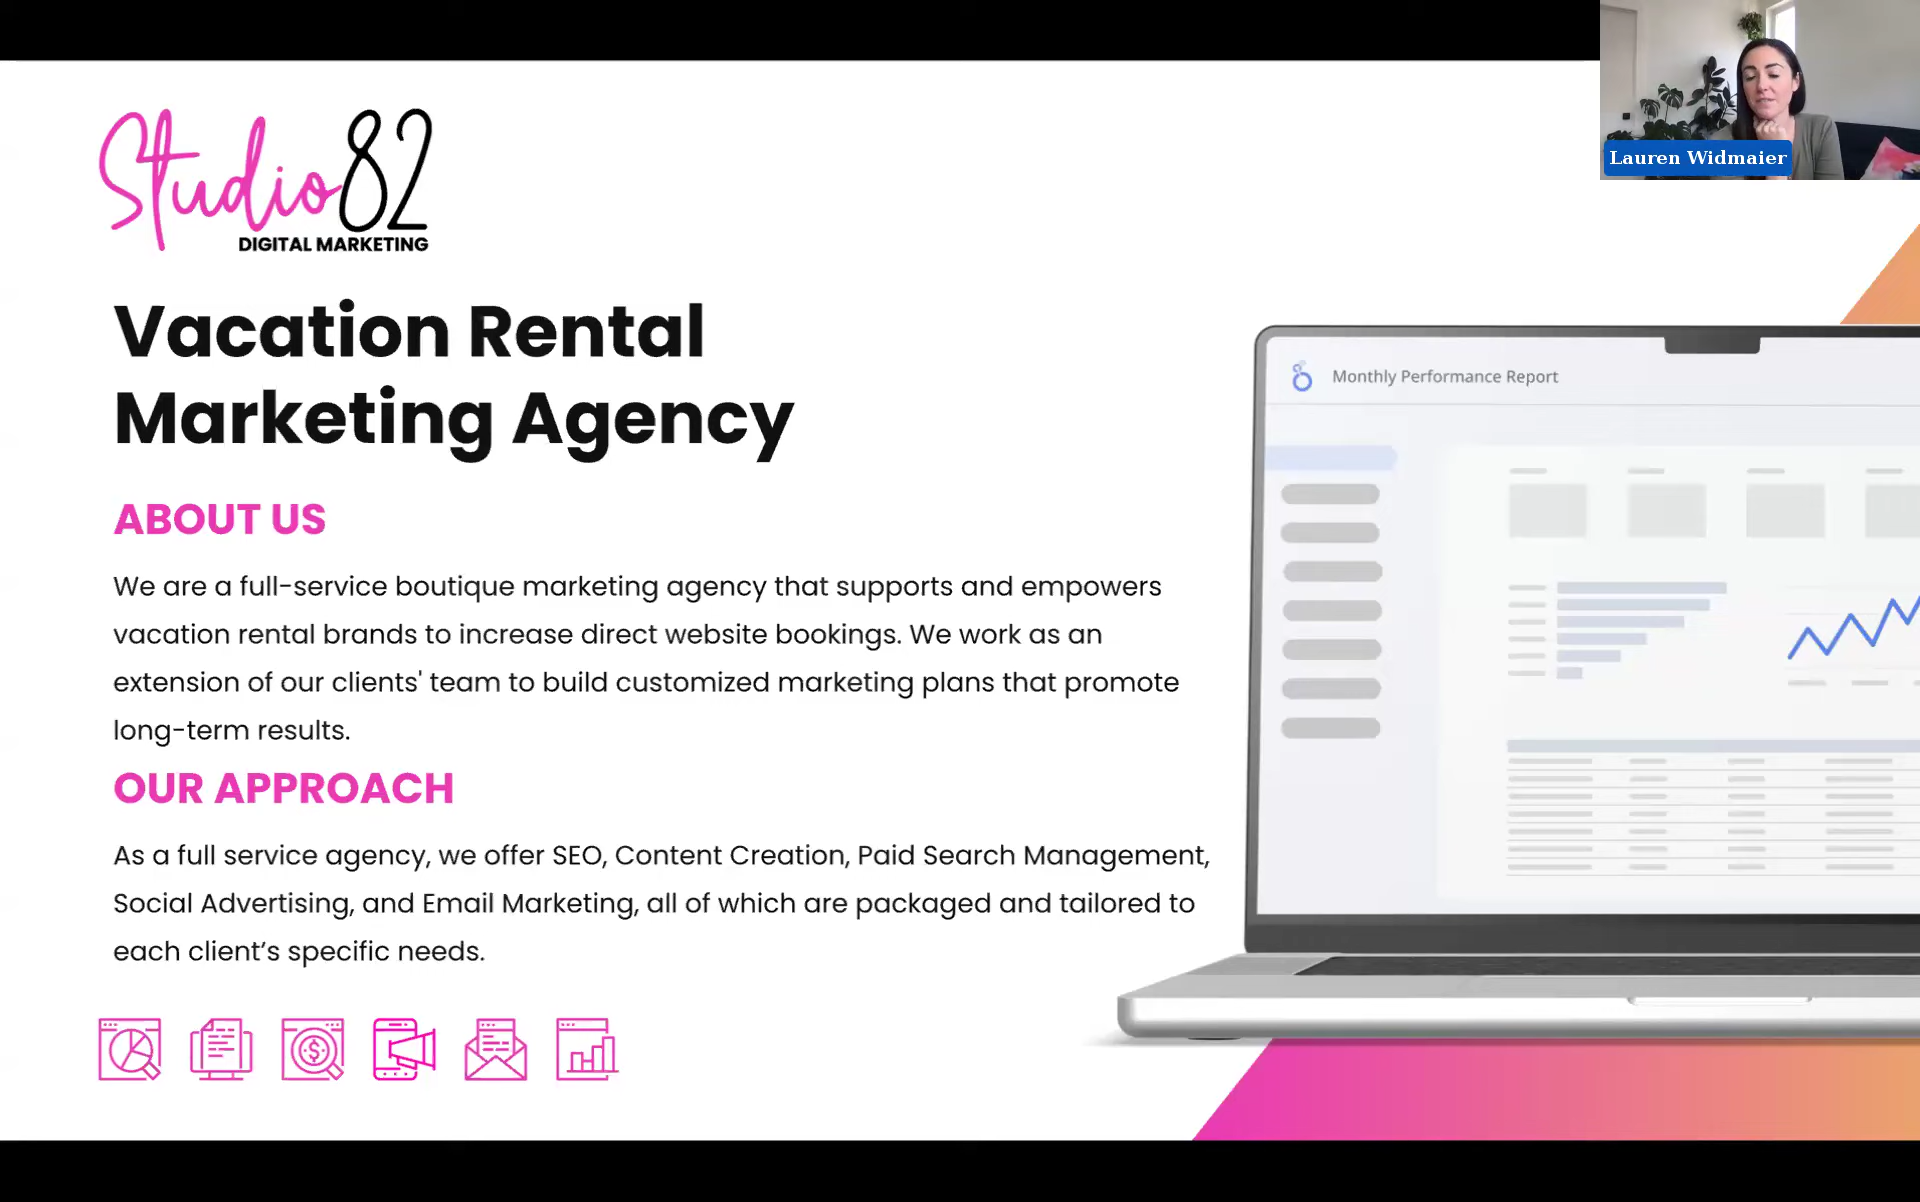 Lauren Widmaier
Studio82
DIGITAL MARKETING
Vacation Rental
Marketing Agency
ABOUT US
We are a full-service boutique marketing agency that supports and empowers
vacation rental brands to increase direct website bookings. We work as an
extension of our clients' team to build customized marketing plans that promote
long-term results.
OUR APPROACH
As a full service agency, we offer SEO, Content Creation, Paid Search Management,
Social Advertising, and Email Marketing, all of which are packaged and tailored to
each client’s specific needs.
Monthly Performance Report